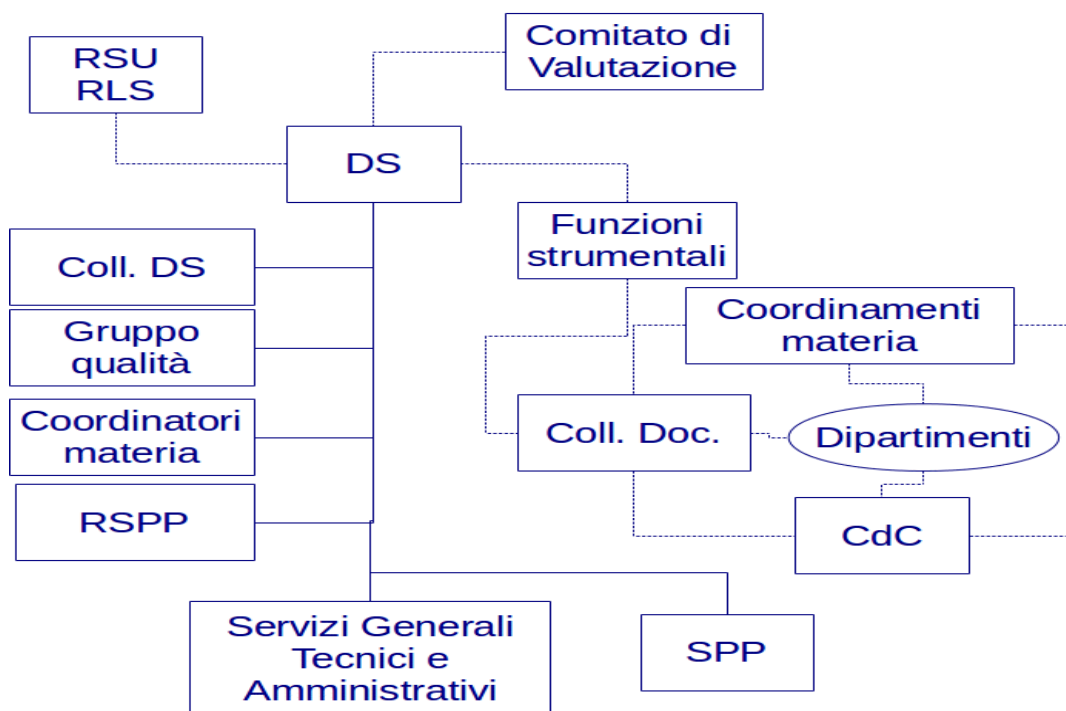 Comitato di
Valutazione
RSU
RLS
DS
Funzioni
strumentali
Coll. DS
Coordinamenti
materia
Gruppo
qualità
Coordinatori
materia
Coll. Doc.
Dipartimenti
RSPP
CdC
Servizi Generali
Tecnici e
Amministrativi
SPP